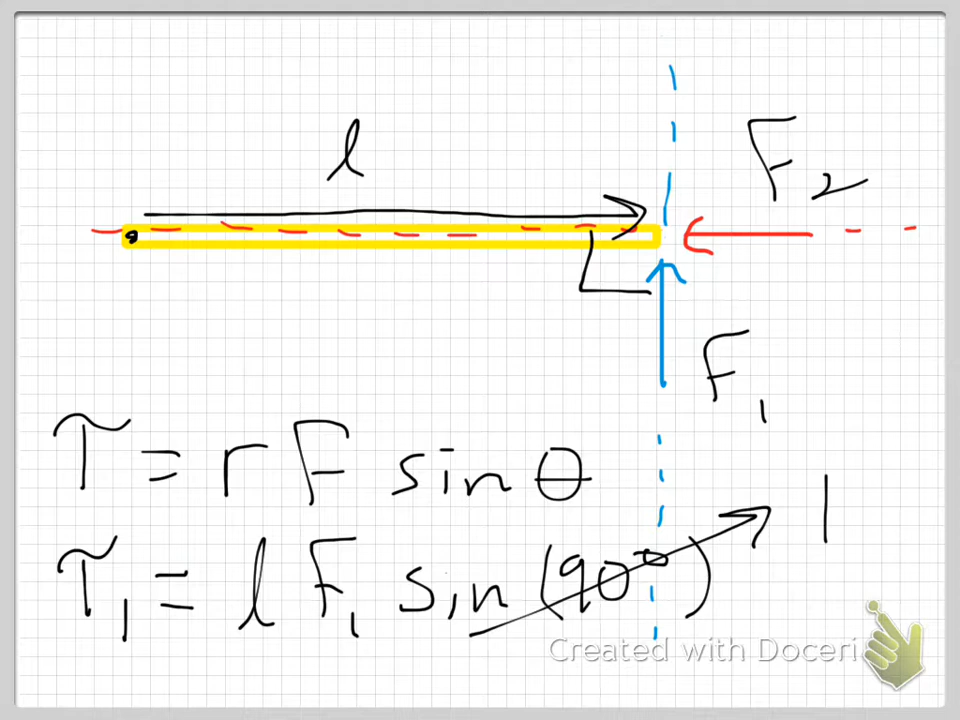 l
F₂
F₁
τ = r F sin θ
τ₁ = l F₁ sin (90°) 1
Created with Doceri